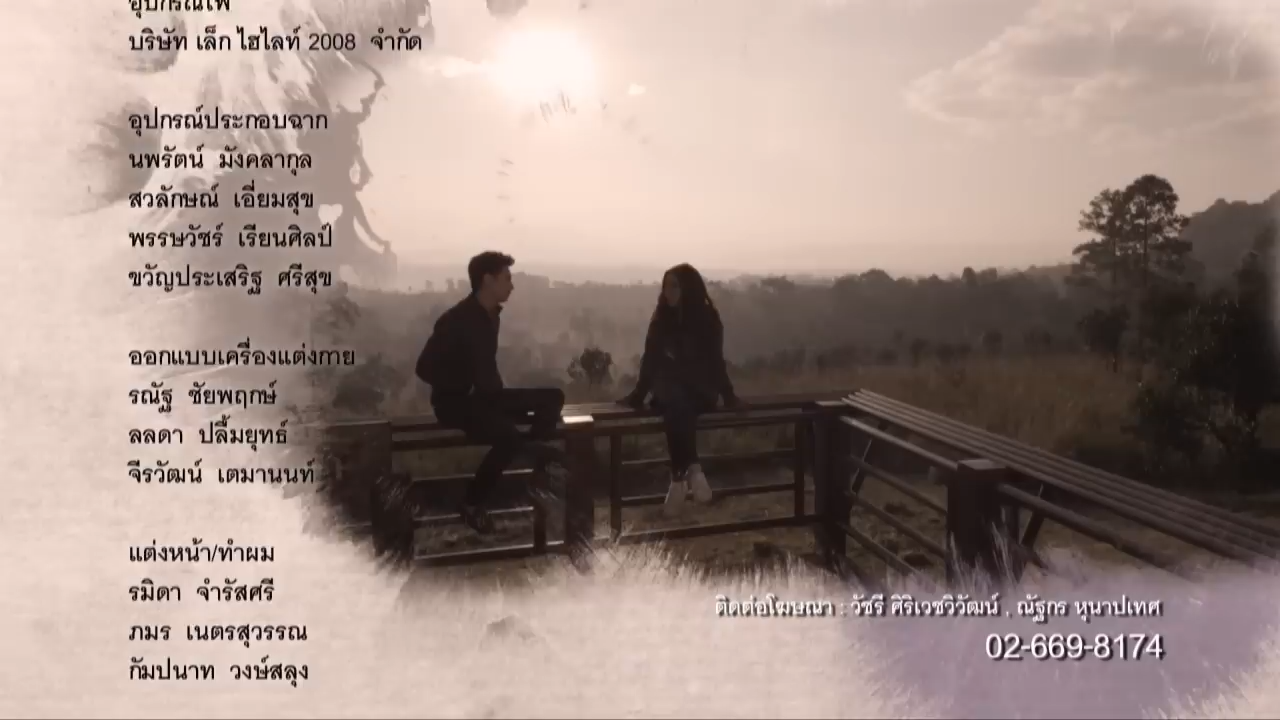 อุปกรณ์ไฟ
บริษัท เล็ก ไฮไลท์ 2008 จำกัด
อุปกรณ์ประกอบฉาก
นพรัตน์ มังคลากุล
สวลักษณ์ เอี่ยมสุข
พรรษวัชร์ เรียนศิลป์
ขวัญประเสริฐ ศรีสุข
ออกแบบเครื่องแต่งกาย
รณัฐ ชัยพฤกษ์
ลลดา ปลื้มยุทธ์
จีรวัฒน์ เตมานนท์
แต่งหน้า/ทำผม
รมิดา จำรัสศรี
ภมร เนตรสุวรรณ
กัมปนาท วงษ์สลุง
ติดต่อโฆษณา : วัชรี ศิริเวชวิวัฒน์ , ณัฐกร หุนาปเทศ
02-669-8174